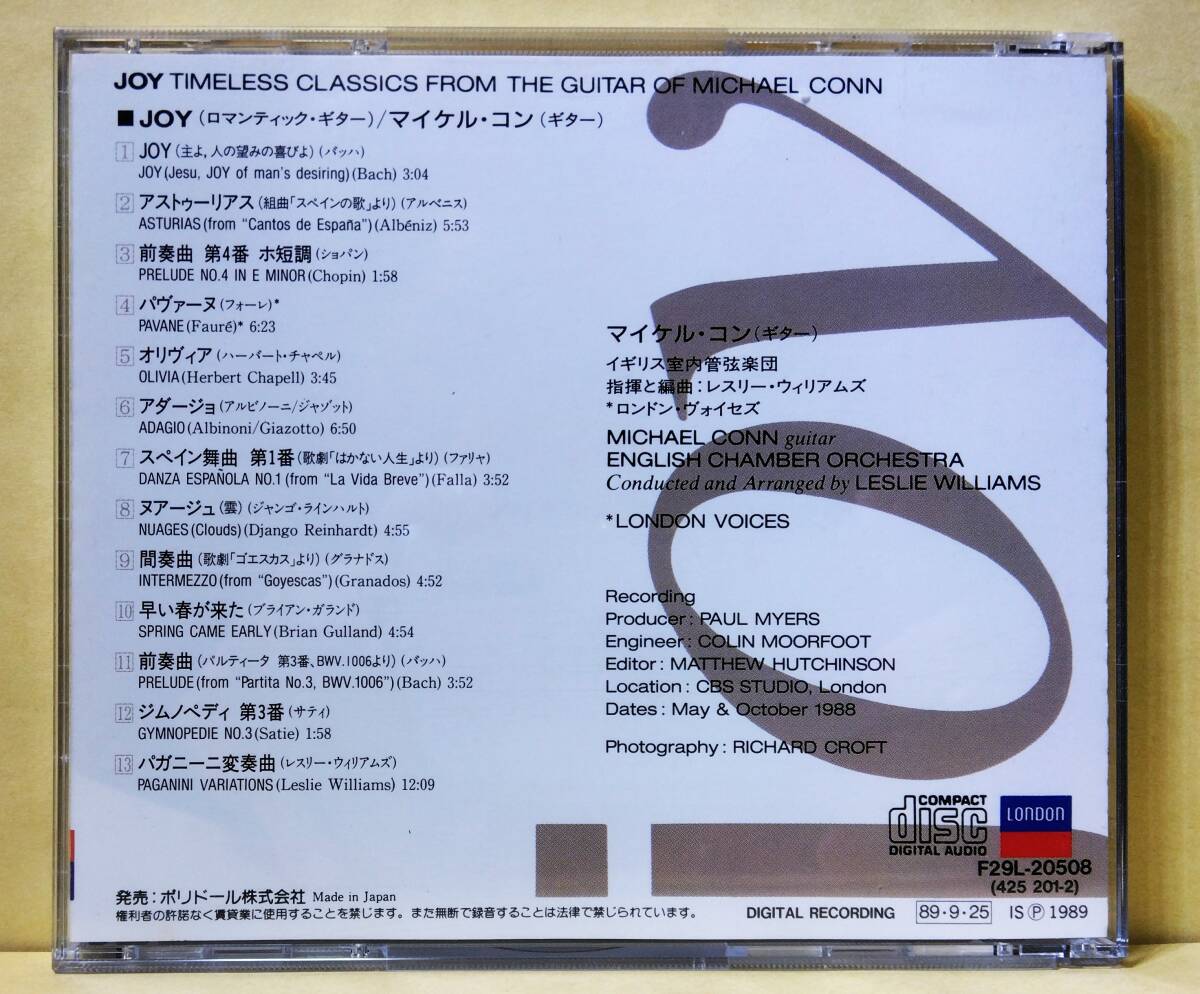 JOY TIMELESS CLASSICS FROM THE GUITAR OF MICHAEL CONN
■JOY(ロマンティック・ギター)/マイケル・コン(ギター)
1 JOY(主よ,人の望みの喜びよ)(バッハ)
JOY(Jesu, JOY of man's desiring)(Bach) 3:04
2 アストゥーリアス(組曲「スペインの歌」より)(アルベニス)
ASTURIAS(from “Cantos de España”)(Albéniz) 5:53
3 前奏曲 第4番 ホ短調(ショパン)
PRELUDE NO.4 IN E MINOR(Chopin) 1:58
4 パヴァーヌ(フォーレ)*
PAVANE(Fauré)* 6:23
5 オリヴィア(ハーバート・チャペル)
OLIVIA(Herbert Chapell) 3:45
6 アダージョ(アルビノーニ/ジャゾット)
ADAGIO(Albinoni/Giazotto) 6:50
7 スペイン舞曲 第1番(歌劇「はかない人生」より)(ファリャ)
DANZA ESPAÑOLA NO.1(from “La Vida Breve”)(Falla) 3:52
8 ヌアージュ(雲)(ジャンゴ・ラインハルト)
NUAGES(Clouds)(Django Reinhardt) 4:55
9 間奏曲(歌劇「ゴエスカス」より)(グラナドス)
INTERMEZZO(from “Goyescas”)(Granados) 4:52
10 早い春が来た(ブライアン・ガランド)
SPRING CAME EARLY(Brian Gulland) 4:54
11 前奏曲(パルティータ 第3番、BWV.1006より)(バッハ)
PRELUDE(from “Partita No.3, BWV.1006”)(Bach) 3:52
12 ジムノペディ 第3番(サティ)
GYMNOPEDIE NO.3(Satie) 1:58
13 パガニーニ変奏曲(レスリー・ウィリアムズ)
PAGANINI VARIATIONS(Leslie Williams) 12:09
マイケル・コン(ギター)
イギリス室内管弦楽団
指揮と編曲:レスリー・ウィリアムズ
*ロンドン・ヴォイセズ
MICHAEL CONN guitar
ENGLISH CHAMBER ORCHESTRA
Conducted and Arranged by LESLIE WILLIAMS
*LONDON VOICES
Recording
Producer: PAUL MYERS
Engineer: COLIN MOORFOOT
Editor: MATTHEW HUTCHINSON
Location: CBS STUDIO, London
Dates: May & October 1988
Photography: RICHARD CROFT
JOY
COMPACT
disc
DIGITAL AUDIO
LONDON
F29L-20508
(425 201-2)
発売:ポリドール株式会社 Made in Japan
権利者の許諾なく賃貸業に使用することを禁じます。また無断で録音することは法律で禁じられています。
DIGITAL RECORDING 89・9・25 IS Ⓟ 1989